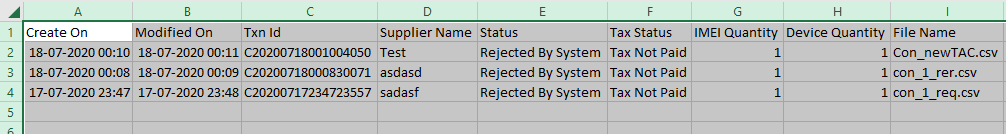 A B C D E F G H I
1 Create On Modified On Txn Id Supplier Name Status Tax Status IMEI Quantity Device Quantity File Name
2 18-07-2020 00:10 18-07-2020 00:11 C20200718001004050 Test Rejected By System Tax Not Paid 1 1 Con_newTAC.csv
3 18-07-2020 00:08 18-07-2020 00:09 C20200718000830071 asdasd Rejected By System Tax Not Paid 1 1 con_1_rer.csv
4 17-07-2020 23:47 17-07-2020 23:48 C20200717234723557 sadasf Rejected By System Tax Not Paid 1 1 con_1_req.csv
5
6